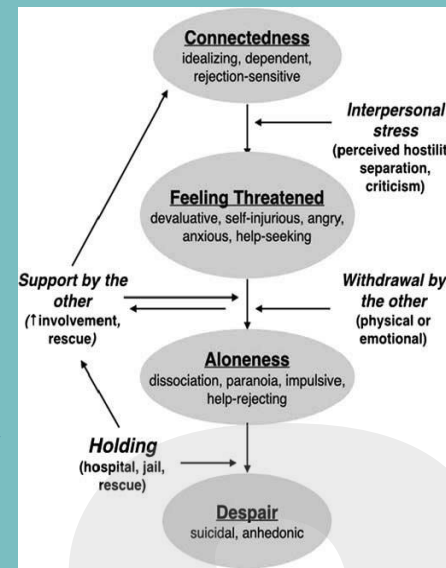 Connectedness
idealizing, dependent,
rejection-sensitive
Interpersonal
stress
(perceived hostilit
separation,
criticism)
Feeling Threatened
devaluative, self-injurious, angry,
anxious, help-seeking
Support by the
other
(↑involvement,
rescue)
Withdrawal by
the other
(physical or
emotional)
Aloneness
dissociation, paranoia, impulsive,
help-rejecting
Holding
(hospital, jail,
rescue)
Despair
suicidal, anhedonic